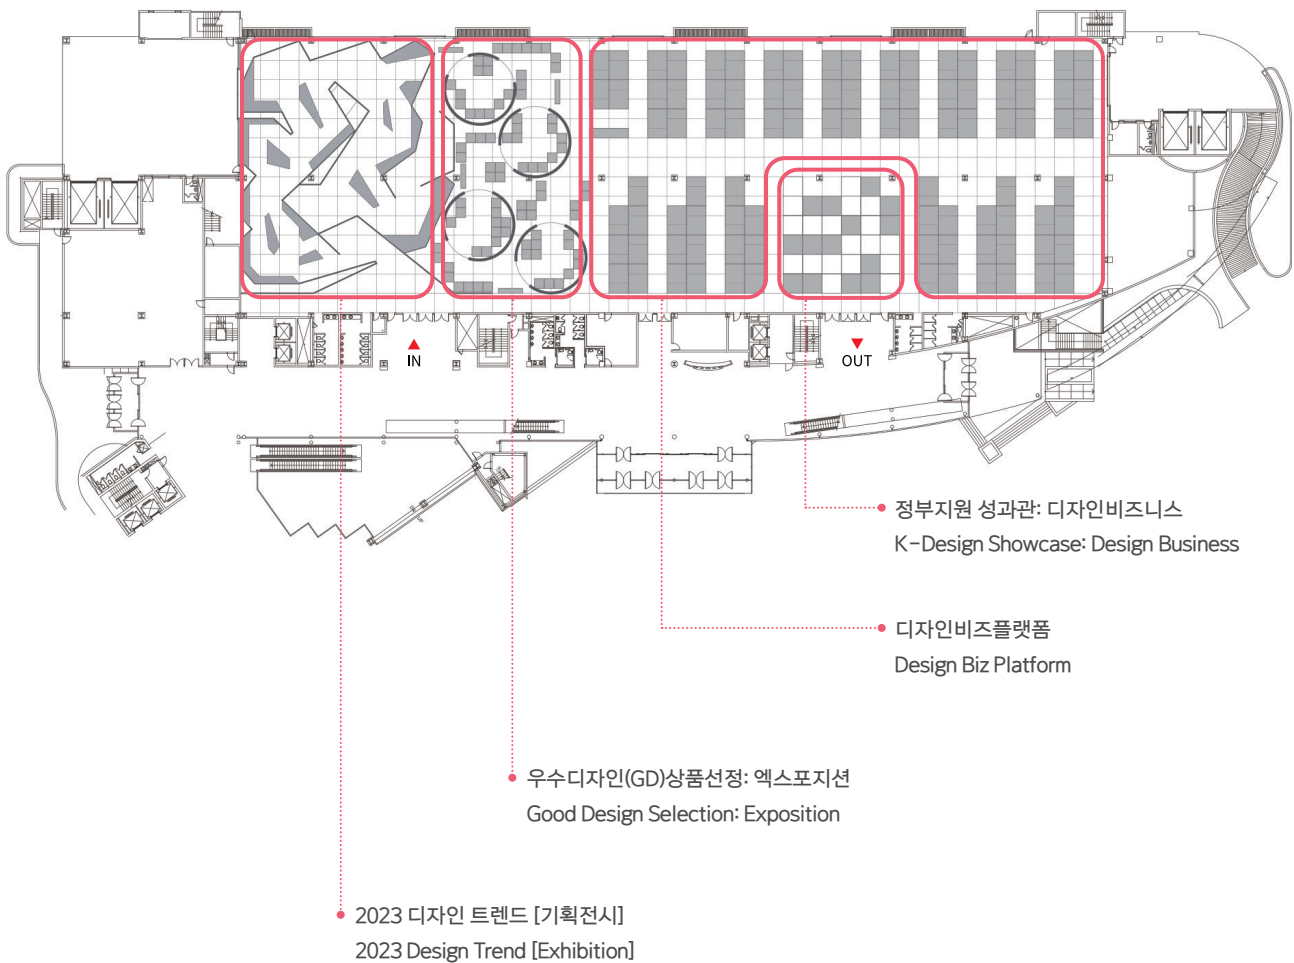 IN
OUT
정부지원 성과관: 디자인비즈니스
K-Design Showcase: Design Business
디자인비즈플랫폼
Design Biz Platform
우수디자인(GD)상품선정: 엑스포지션
Good Design Selection: Exposition
2023 디자인 트렌드 [기획전시]
2023 Design Trend [Exhibition]